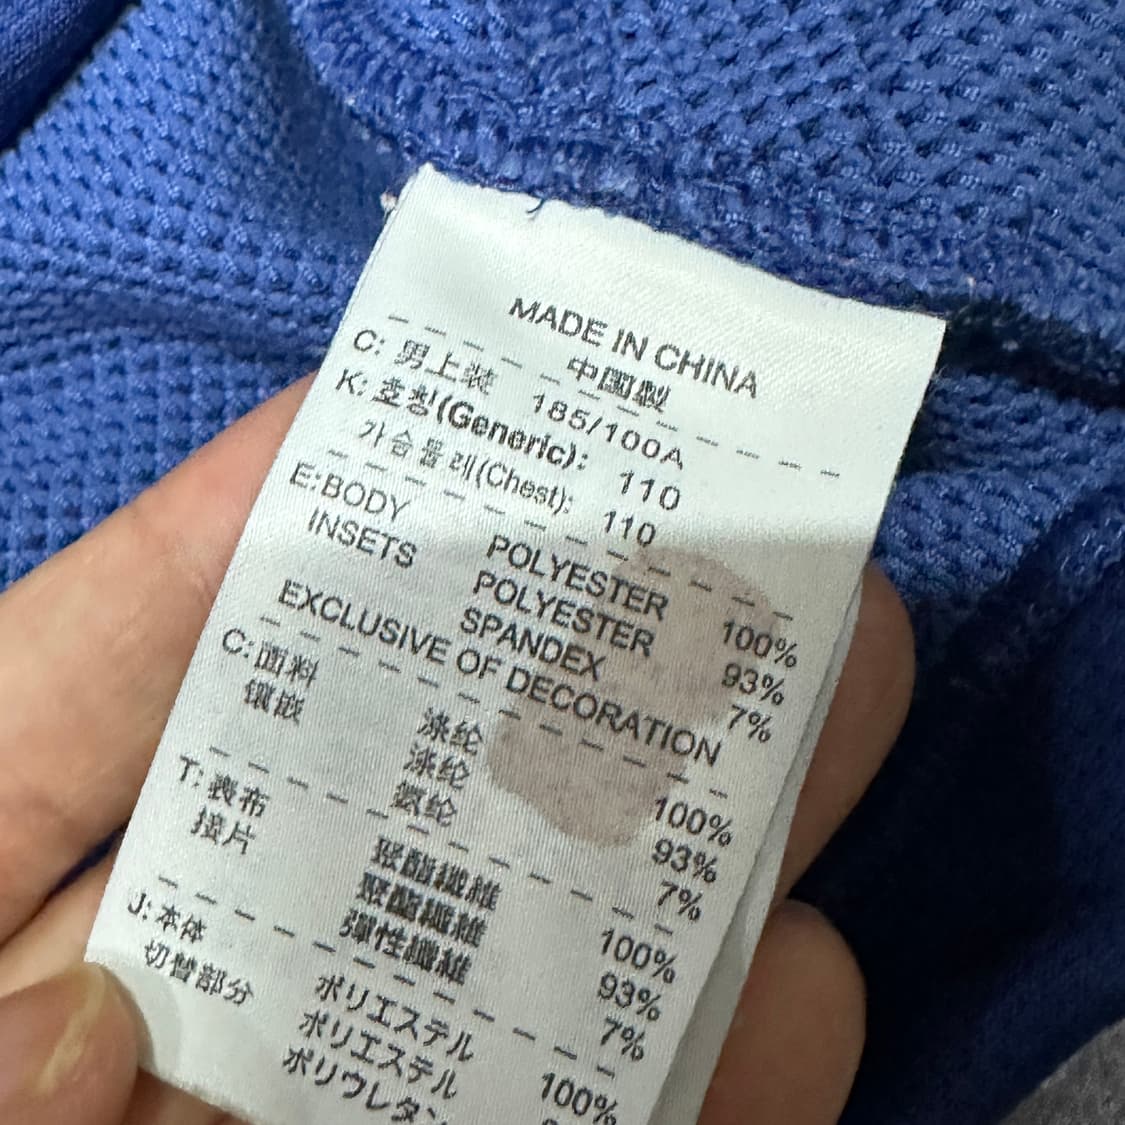 MADE IN CHINA
中国製
C: 男上装 185/100A
K: 호칭(Generic): 110
가슴둘레(Chest): 110
E:BODY POLYESTER 100%
INSETS POLYESTER 93%
SPANDEX 7%
EXCLUSIVE OF DECORATION
C: 面料 涤纶 100%
镶嵌 涤纶 93%
氨纶 7%
T: 表布 聚酯纖維 100%
接片 聚酯纖維 93%
彈性纖維 7%
J: 本体 ポリエステル 100%
切替部分 ポリエステル
ポリウレタン